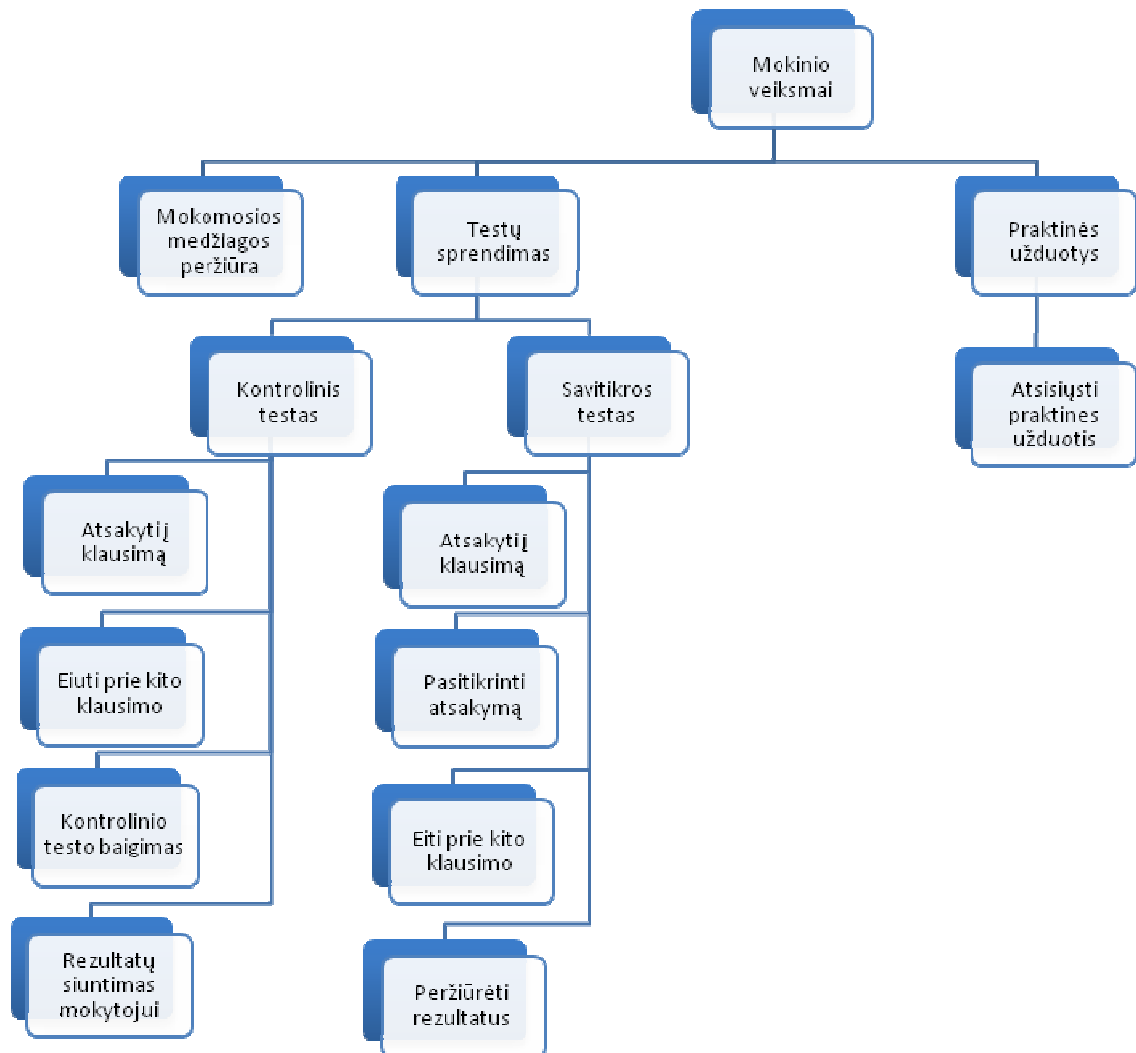 Mokinio
veiksmai
Mokomosios
medžiagos
peržiūra
Testų
sprendimas
Praktinės
užduotys
Kontrolinis
testas
Savitikros
testas
Atsisiųsti
praktines
užduotis
Atsakyti į
klausimą
Eiuti prie kito
klausimo
Kontrolinio
testo baigimas
Rezultatų
siuntimas
mokytojui
Atsakyti į
klausimą
Pasitikrinti
atsakymą
Eiti prie kito
klausimo
Peržiūrėti
rezultatus